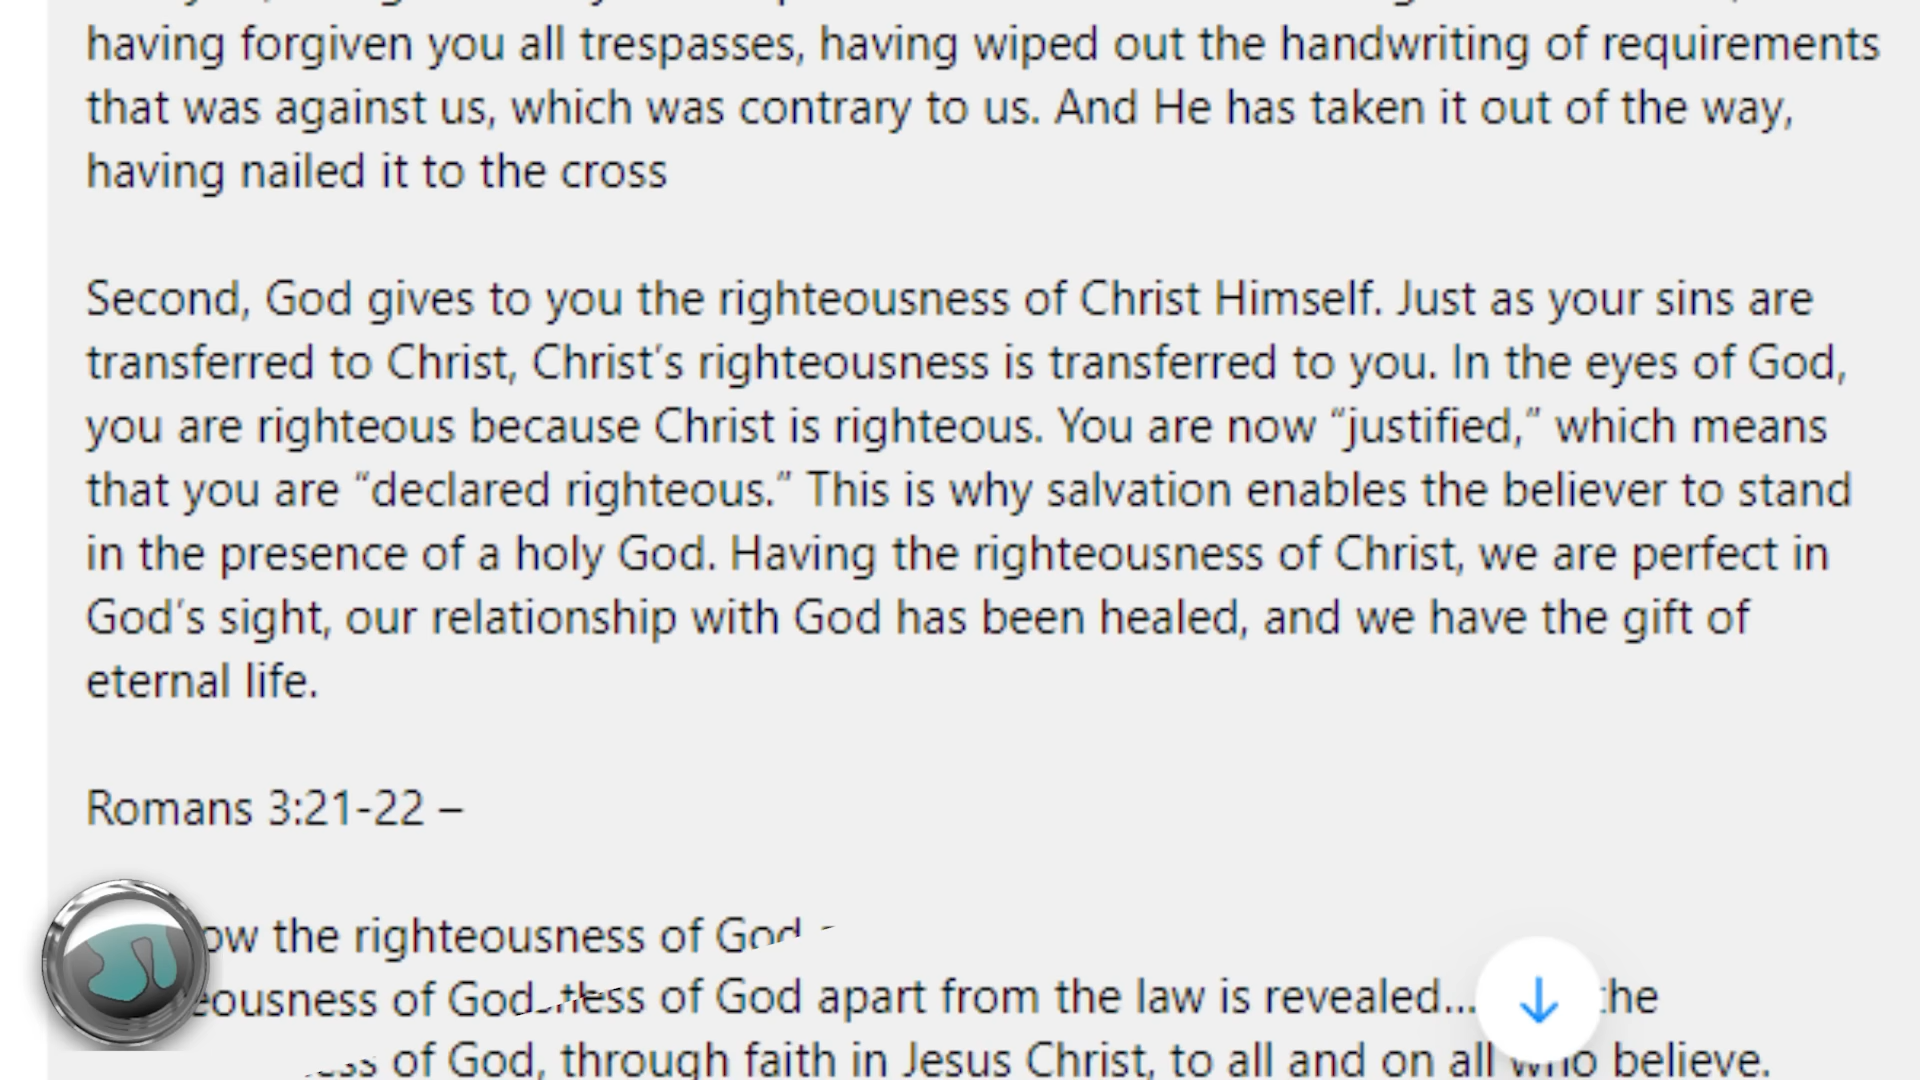 having forgiven you all trespasses, having wiped out the handwriting of requirements
that was against us, which was contrary to us. And He has taken it out of the way,
having nailed it to the cross
Second, God gives to you the righteousness of Christ Himself. Just as your sins are
transferred to Christ, Christ's righteousness is transferred to you. In the eyes of God,
you are righteous because Christ is righteous. You are now “justified,” which means
that you are “declared righteous.” This is why salvation enables the believer to stand
in the presence of a holy God. Having the righteousness of Christ, we are perfect in
God's sight, our relationship with God has been healed, and we have the gift of
eternal life.
Romans 3:21-22 –
the righteousness of God
of God of God apart from the law is revealed... the
of God, through faith in Jesus Christ, to all and on all who believe.